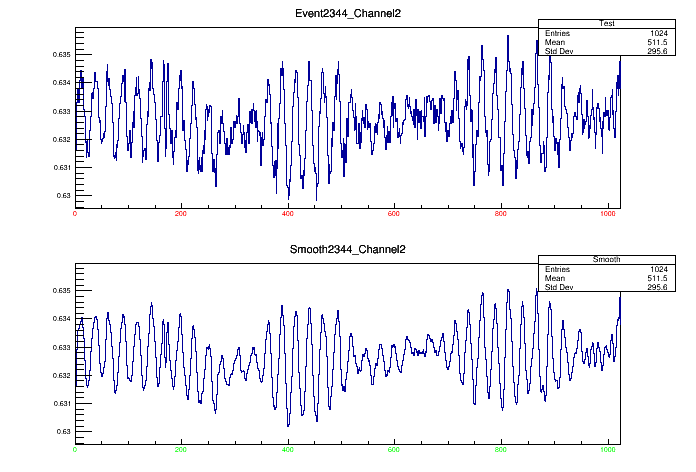 Event2344_Channel2
Test
Entries 1024
Mean 511.5
Std Dev 295.6
0.635
0.634
0.633
0.632
0.631
0.63
0 200 400 600 800 1000
Smooth2344_Channel2
Smooth
Entries 1024
Mean 511.5
Std Dev 295.6
0.635
0.634
0.633
0.632
0.631
0.63
0 200 400 600 800 1000